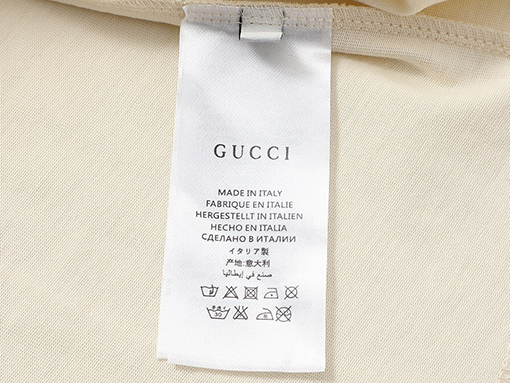 GUCCI
MADE IN ITALY
FABRIQUE EN ITALIE
HERGESTELLT IN ITALIEN
HECHO EN ITALIA
СДЕЛАНО В ИТАЛИИ
イタリア製
产地:意大利
صنع في إيطاليا
30